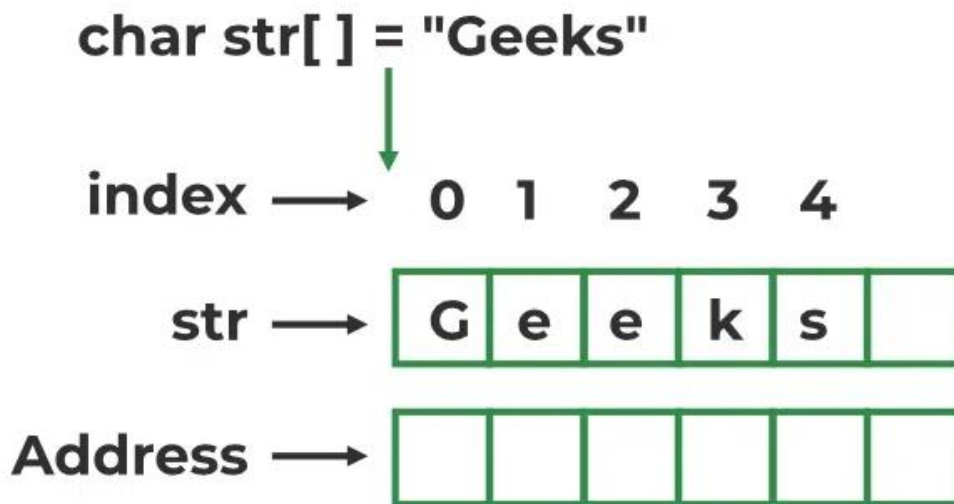 char str[ ] = "Geeks"
index 0 1 2 3 4
str G e e k s
Address